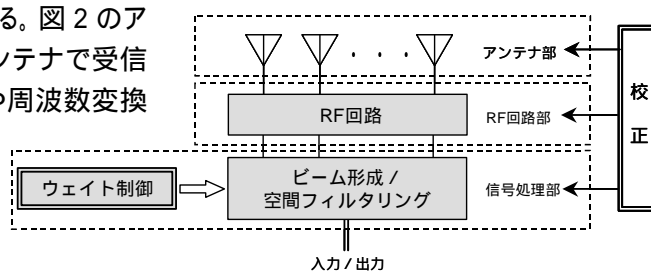 る。図 2 のア
ンテナで受信
や周波数変換
アンテナ部
RF回路
RF回路部
校
正
ウェイト制御
ビーム形成 /
空間フィルタリング
信号処理部
入力 / 出力